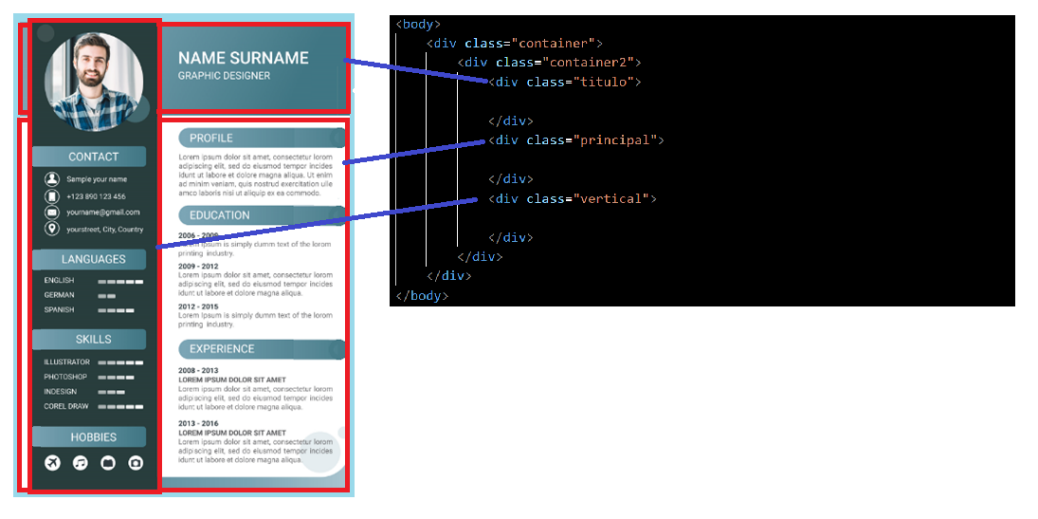 NAME SURNAME
GRAPHIC DESIGNER
CONTACT
Sample your name
+123 890 123 456
yourname@gmail.com
yourstreet, City, Country
LANGUAGES
ENGLISH
GERMAN
SPANISH
SKILLS
ILLUSTRATOR
PHOTOSHOP
INDESIGN
COREL DRAW
HOBBIES
PROFILE
Lorem ipsum dolor sit amet, consectetur lorem
adipiscing elit, sed do eiusmod tempor incides
idunt ut labore et dolore magna aliqua. Ut enim
ad minim veniam, quis nostrud exercitation ulle
amco laboris nisi ut aliquip ex ea commodo.
EDUCATION
2006 - 2008
Lorem ipsum is simply dumm text of the lorom
printing industry.
2009 - 2012
Lorem ipsum dolor sit amet, consectetur lorem
adipiscing elit, sed do eiusmod tempor incides
idunt ut labore et dolore magna aliqua.
2012 - 2015
Lorem ipsum is simply dumm text of the lorom
printing industry.
EXPERIENCE
2008 - 2013
LOREM IPSUM DOLOR SIT AMET
Lorem ipsum dolor sit amet, consectetur lorem
adipiscing elit, sed do eiusmod tempor incides
idunt ut labore et dolore magna aliqua.
2013 - 2016
LOREM IPSUM DOLOR SIT AMET
Lorem ipsum dolor sit amet, consectetur lorem
adipiscing elit, sed do eiusmod tempor incides
idunt ut labore et dolore magna aliqua.
<body>
<div class="container">
<div class="container2">
<div class="titulo">
</div>
<div class="principal">
</div>
<div class="vertical">
</div>
</div>
</div>
</body>